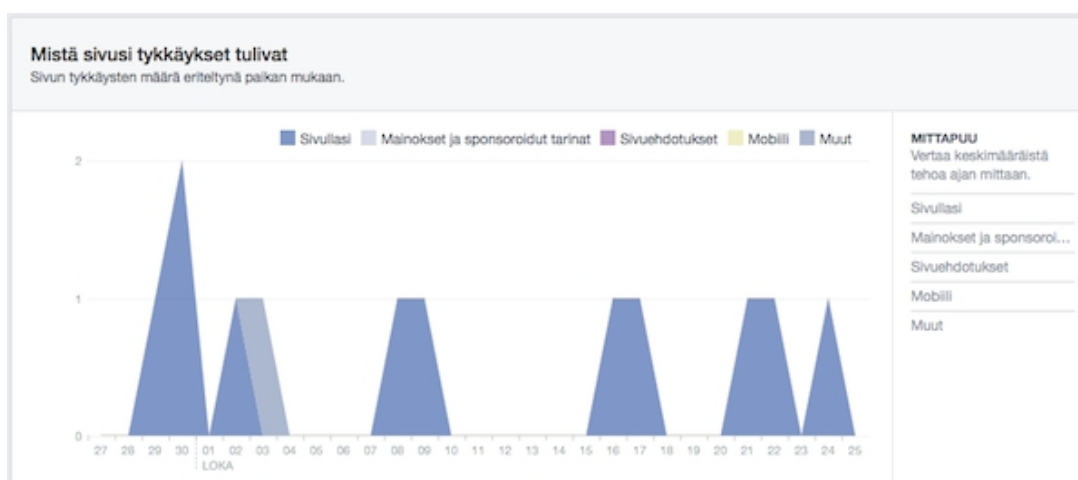 Mistä sivusi tykkäykset tulivat
Sivun tykkäysten määrä eriteltynä paikan mukaan.
Sivullasi Mainokset ja sponsoroidut tarinat Sivuehdotukset Mobiili Muut
2
1
0
27 28 29 30 01 02 03 04 05 06 07 08 09 10 11 12 13 14 15 16 17 18 19 20 21 22 23 24 25
LOKA
MITTAPUU
Vertaa keskimääräistä
tehoa ajan mittaan.
Sivullasi
Mainokset ja sponsoroi...
Sivuehdotukset
Mobiili
Muut